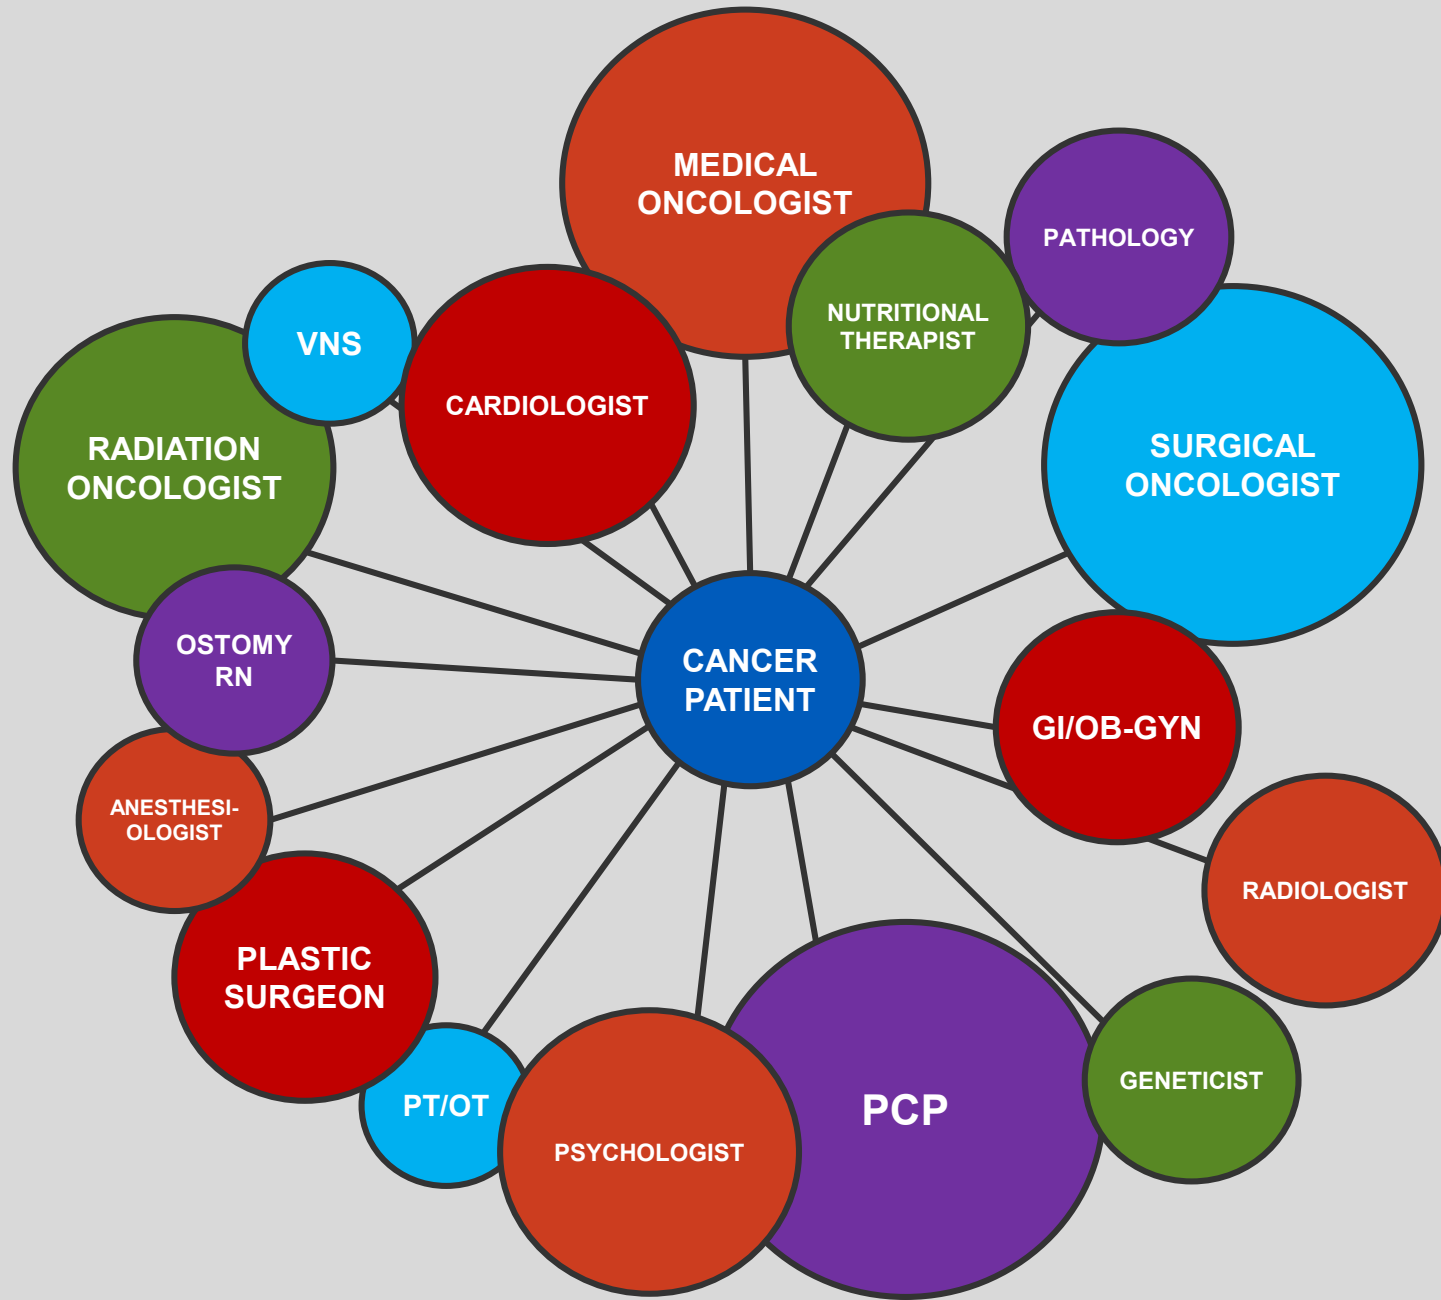 MEDICAL
ONCOLOGIST
PATHOLOGY
NUTRITIONAL
THERAPIST
VNS
CARDIOLOGIST
RADIATION
ONCOLOGIST
SURGICAL
ONCOLOGIST
OSTOMY
RN
CANCER
PATIENT
GI/OB-GYN
ANESTHESI-
OLOGIST
RADIOLOGIST
PLASTIC
SURGEON
PT/OT
PSYCHOLOGIST
PCP
GENETICIST